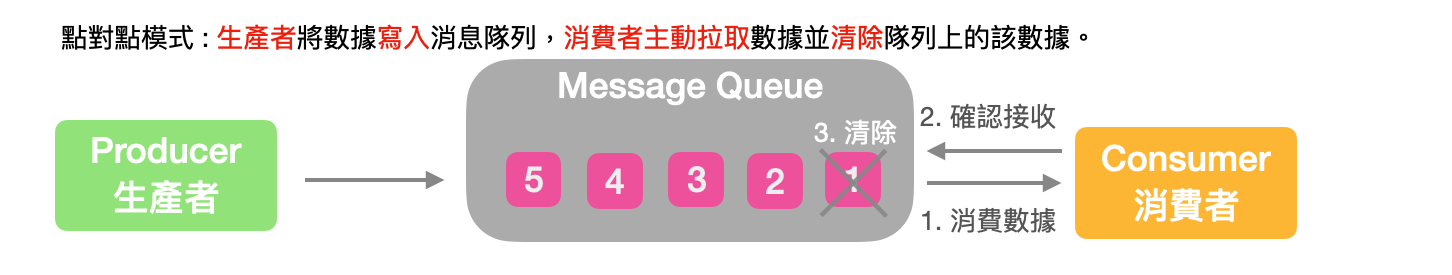 點對點模式 : 生產者將數據寫入消息隊列，消費者主動拉取數據並清除隊列上的該數據。
Message Queue
Producer
生產者
3. 清除
5 4 3 2 1
2. 確認接收
1. 消費數據
Consumer
消費者